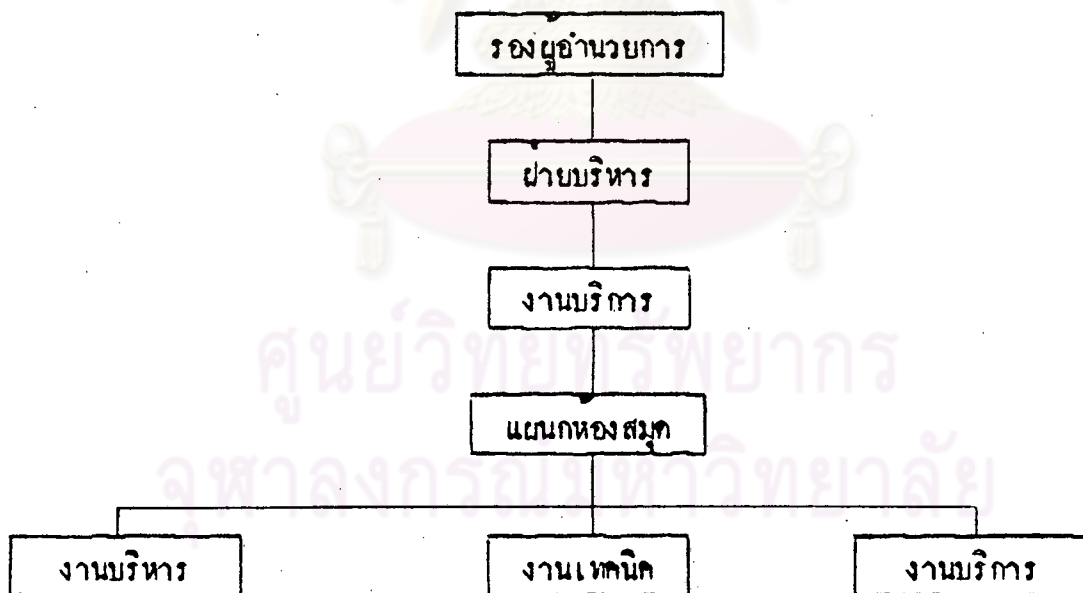 รองผู้อำนวยการ
ฝ่ายบริหาร
งานบริการ
ศูนย์วิทยทรัพยากร
แผนกห้องสมุด
จุฬาลงกรณ์มหาวิทยาลัย
งานบริหาร งานเทคนิค งานบริการ